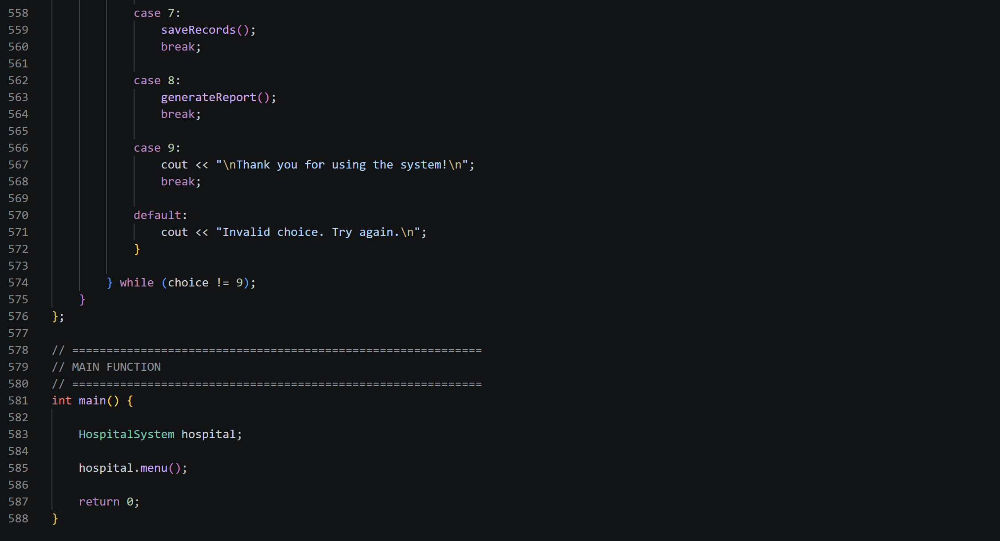 558 case 7:
559 saveRecords();
560 break;
561
562 case 8:
563 generateReport();
564 break;
565
566 case 9:
567 cout << "\nThank you for using the system!\n";
568 break;
569
570 default:
571 cout << "Invalid choice. Try again.\n";
572 }
573
574 } while (choice != 9);
575 }
576 };
577
578 // ============================================================
579 // MAIN FUNCTION
580 // ============================================================
581 int main() {
582
583 HospitalSystem hospital;
584
585 hospital.menu();
586
587 return 0;
588 }